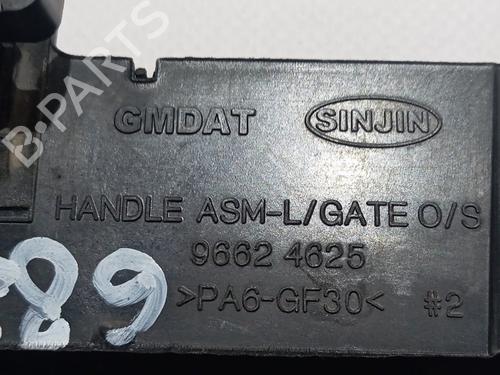 GMDAT SINJIN
HANDLE ASM-L/GATE O/S
9662 4625
>PA6-GF30< #2
B-PARTS